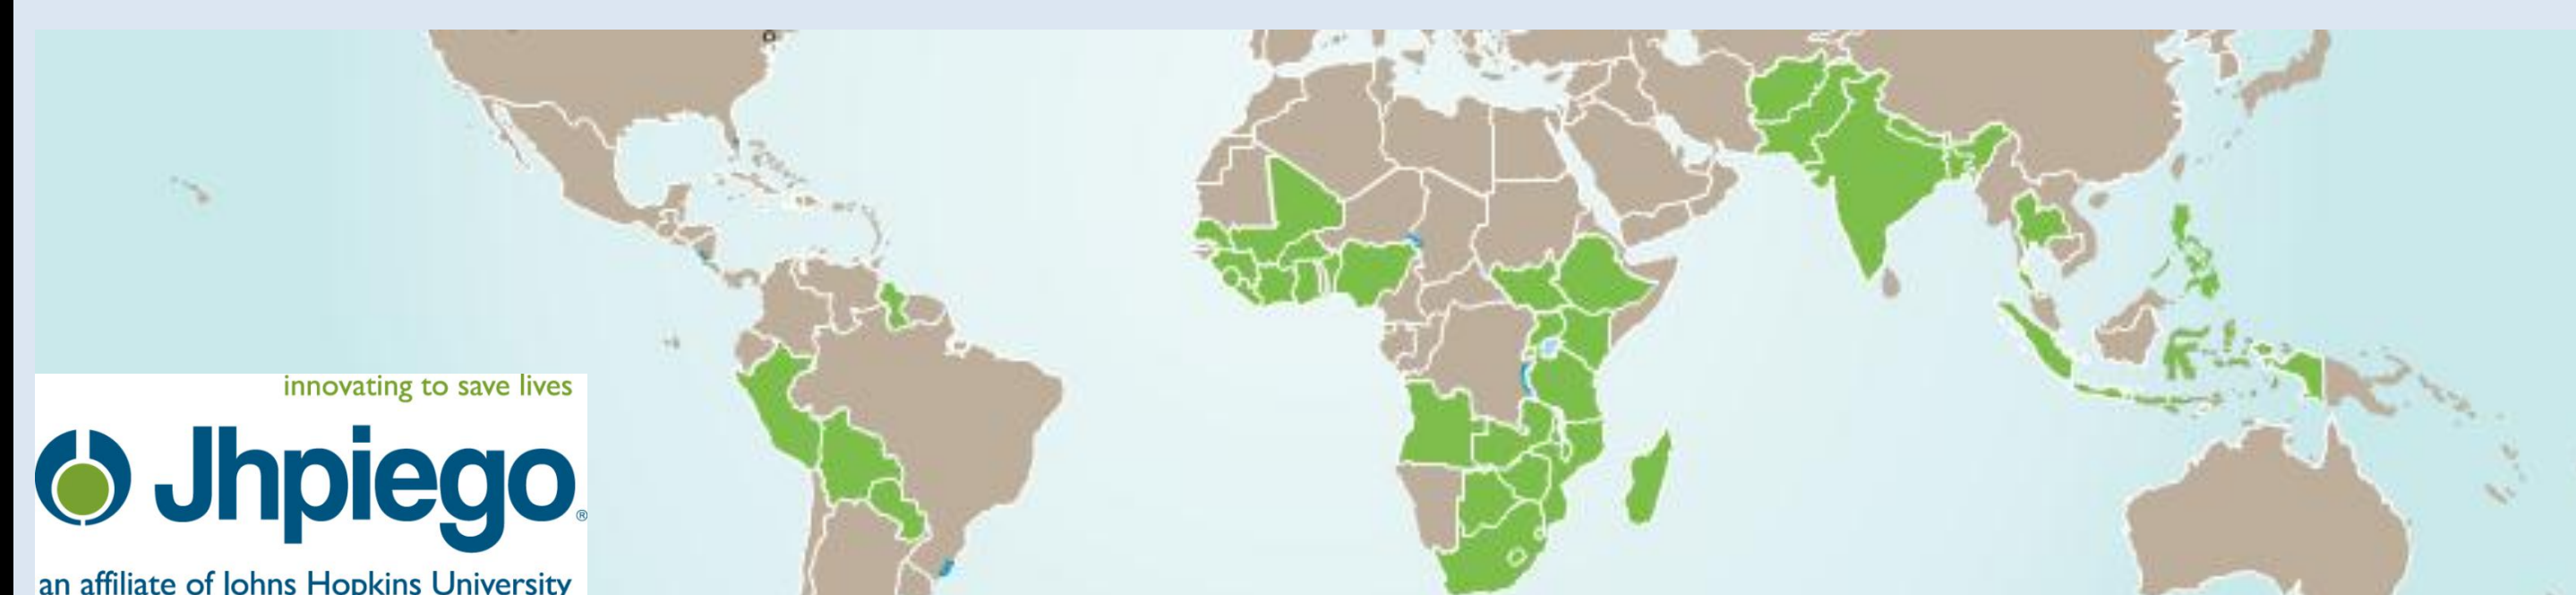 innovating to save lives
Jhpiego®
an affiliate of Johns Hopkins University